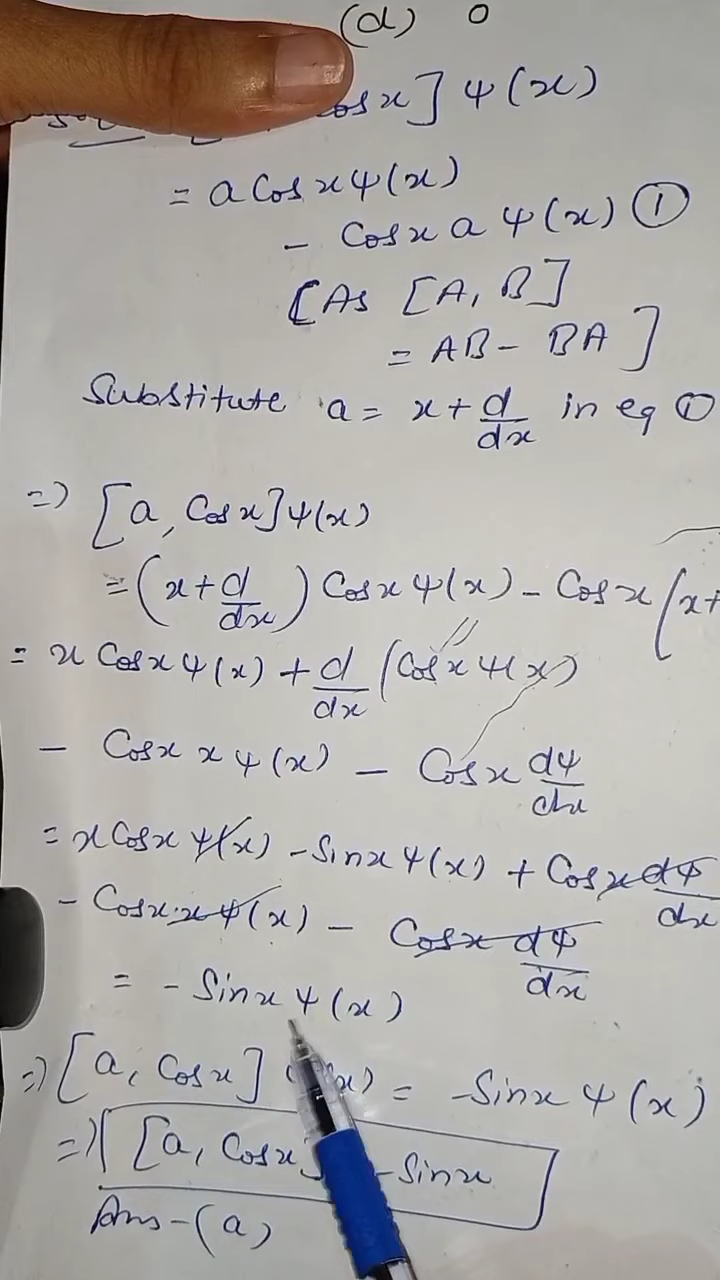 (d) 0
cos x] ψ(x)
= a Cos x ψ(x)
- Cos x a ψ(x) ①
[As [A, B]
= AB - BA]
Substitute a = x + d/dx in eq ①
=) [a, Cos x] ψ(x)
= (x + d/dx) Cos x ψ(x) - Cos x (x+
= x Cos x ψ(x) + d/dx (Cos x ψ(x)
- Cos x x ψ(x) - Cos x dψ/dx
= x Cos x ψ(x) - Sin x ψ(x) + Cos x dψ/dx
- Cos x · x ψ(x) - Cos x dψ/dx
= - Sin x ψ(x)
=) [a, Cos x] = - Sin x ψ(x)
=) [a, Cos x - Sin x
Ans - (a)